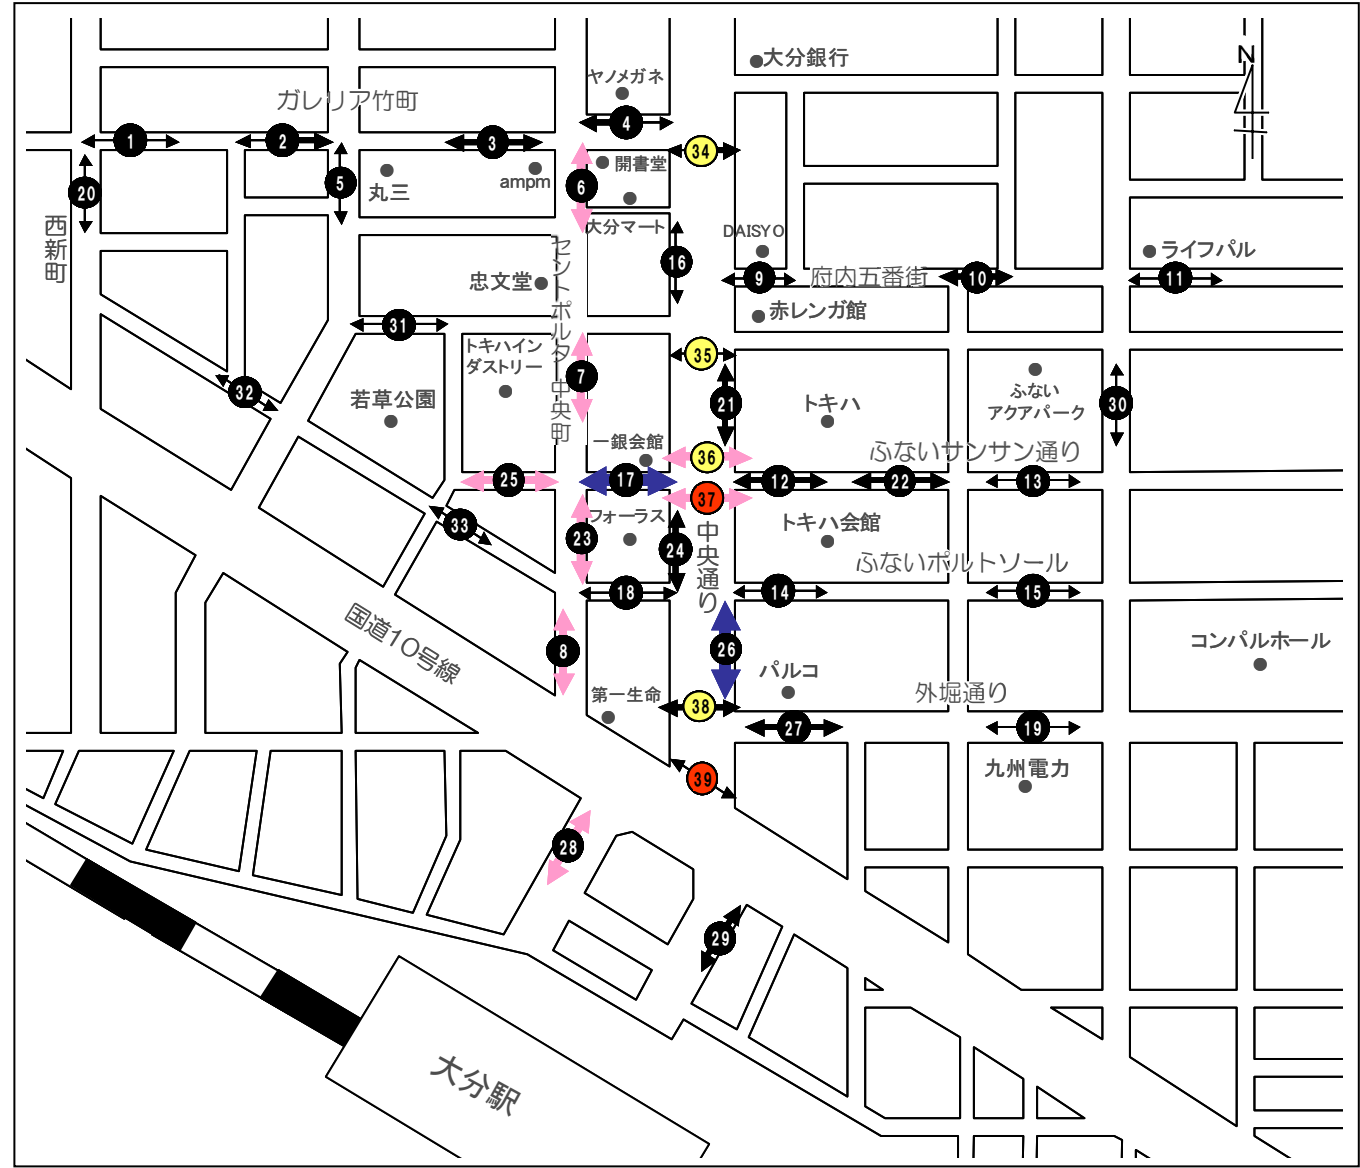 大分銀行
N
ヤノメガネ
ガレリア竹町
1
2
3
4
34
20
5
丸三
ampm
6
開書堂
大分マート
西新町
16
DAISYO
ライフパル
忠文堂
9
府内五番街
10
11
セントポルタ中央町
赤レンガ館
31
トキハイン
ダストリー
7
35
32
若草公園
21
トキハ
ふない
アクアパーク
30
一銀会館
36
ふないサンサン通り
25
17
12
22
13
37
33
23
フォーラス
24
中央通り
トキハ会館
ふないポルトソール
18
14
15
国道10号線
8
26
コンパルホール
パルコ
第一生命
38
外堀通り
27
19
39
九州電力
28
29
大分駅